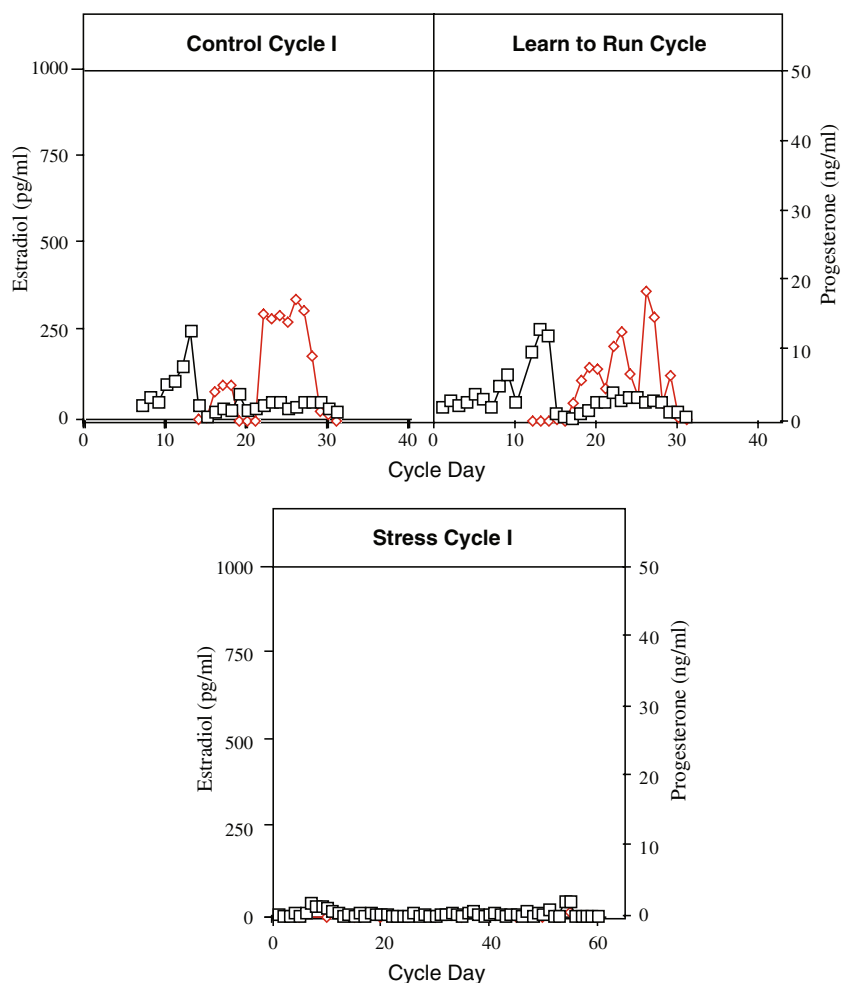 Control Cycle I
Learn to Run Cycle
1000
750
500
250
0
Estradiol (pg/ml)
50
40
30
20
10
0
Progesterone (ng/ml)
0 10 20 30 40
0 10 20 30 40
Cycle Day
Stress Cycle I
1000
750
500
250
0
Estradiol (pg/ml)
50
40
30
20
10
0
Progesterone (ng/ml)
0 20 40 60
Cycle Day